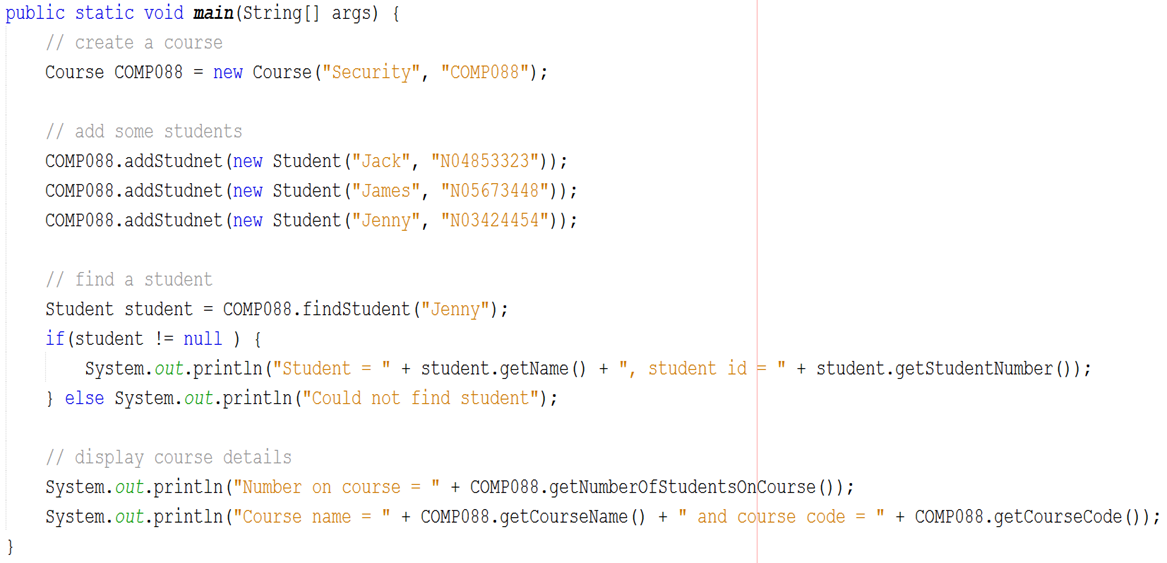 public static void main(String[] args) {
// create a course
Course COMP088 = new Course("Security", "COMP088");
// add some students
COMP088.addStudnet(new Student("Jack", "N04853323"));
COMP088.addStudnet(new Student("James", "N05673448"));
COMP088.addStudnet(new Student("Jenny", "N03424454"));
// find a student
Student student = COMP088.findStudent("Jenny");
if(student != null ) {
System.out.println("Student = " + student.getName() + ", student id = " + student.getStudentNumber());
} else System.out.println("Could not find student");
// display course details
System.out.println("Number on course = " + COMP088.getNumberOfStudentsOnCourse());
System.out.println("Course name = " + COMP088.getCourseName() + " and course code = " + COMP088.getCourseCode());
}